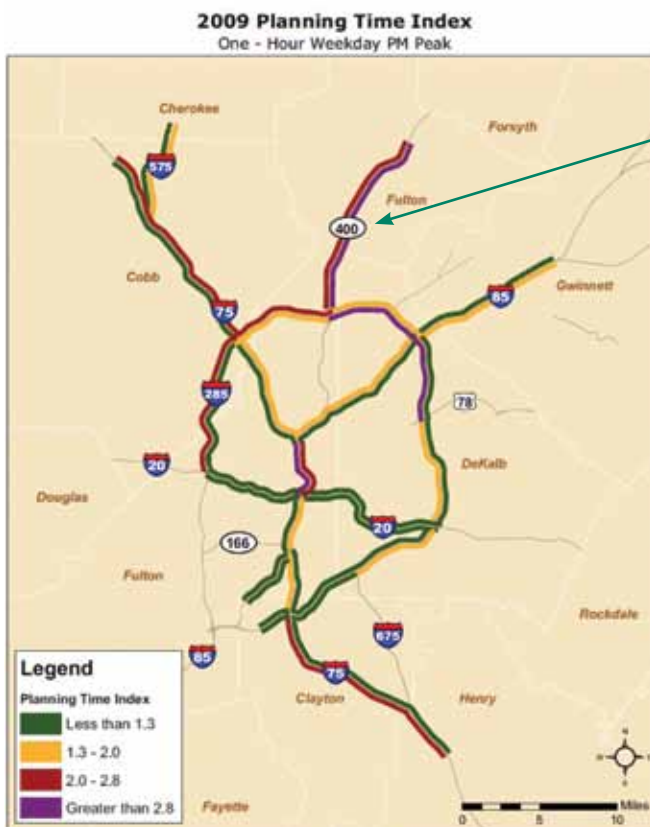 2009 Planning Time Index
One - Hour Weekday PM Peak
Cherokee
Forsyth
575
Fulton
400
Cobb
75
85
Gwinnett
285
78
20
DeKalb
Douglas
20
166
Fulton
Rockdale
85
675
75
Clayton
Henry
Legend
Planning Time Index
Less than 1.3
1.3 - 2.0
2.0 - 2.8
Greater than 2.8
Fayette
N
0
5
10
Miles